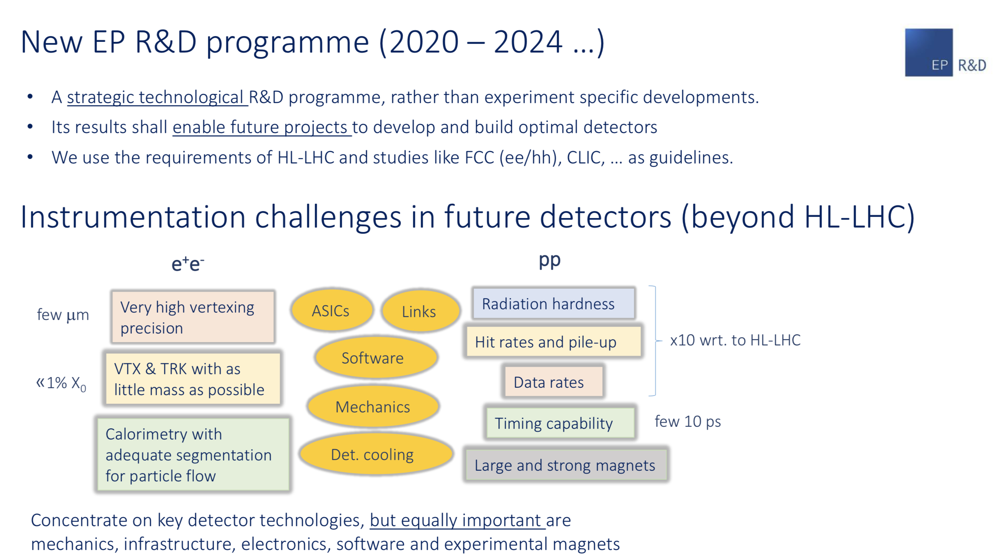 New EP R&D programme (2020 – 2024 ...)
EP R&D
• A strategic technological R&D programme, rather than experiment specific developments.
• Its results shall enable future projects to develop and build optimal detectors
• We use the requirements of HL-LHC and studies like FCC (ee/hh), CLIC, ... as guidelines.
Instrumentation challenges in future detectors (beyond HL-LHC)
e⁺e⁻
few μm
Very high vertexing
precision
«1% X₀
VTX & TRK with as
little mass as possible
Calorimetry with
adequate segmentation
for particle flow
ASICs
Links
Software
Mechanics
Det. cooling
pp
Radiation hardness
Hit rates and pile-up
Data rates
x10 wrt. to HL-LHC
Timing capability
few 10 ps
Large and strong magnets
Concentrate on key detector technologies, but equally important are
mechanics, infrastructure, electronics, software and experimental magnets